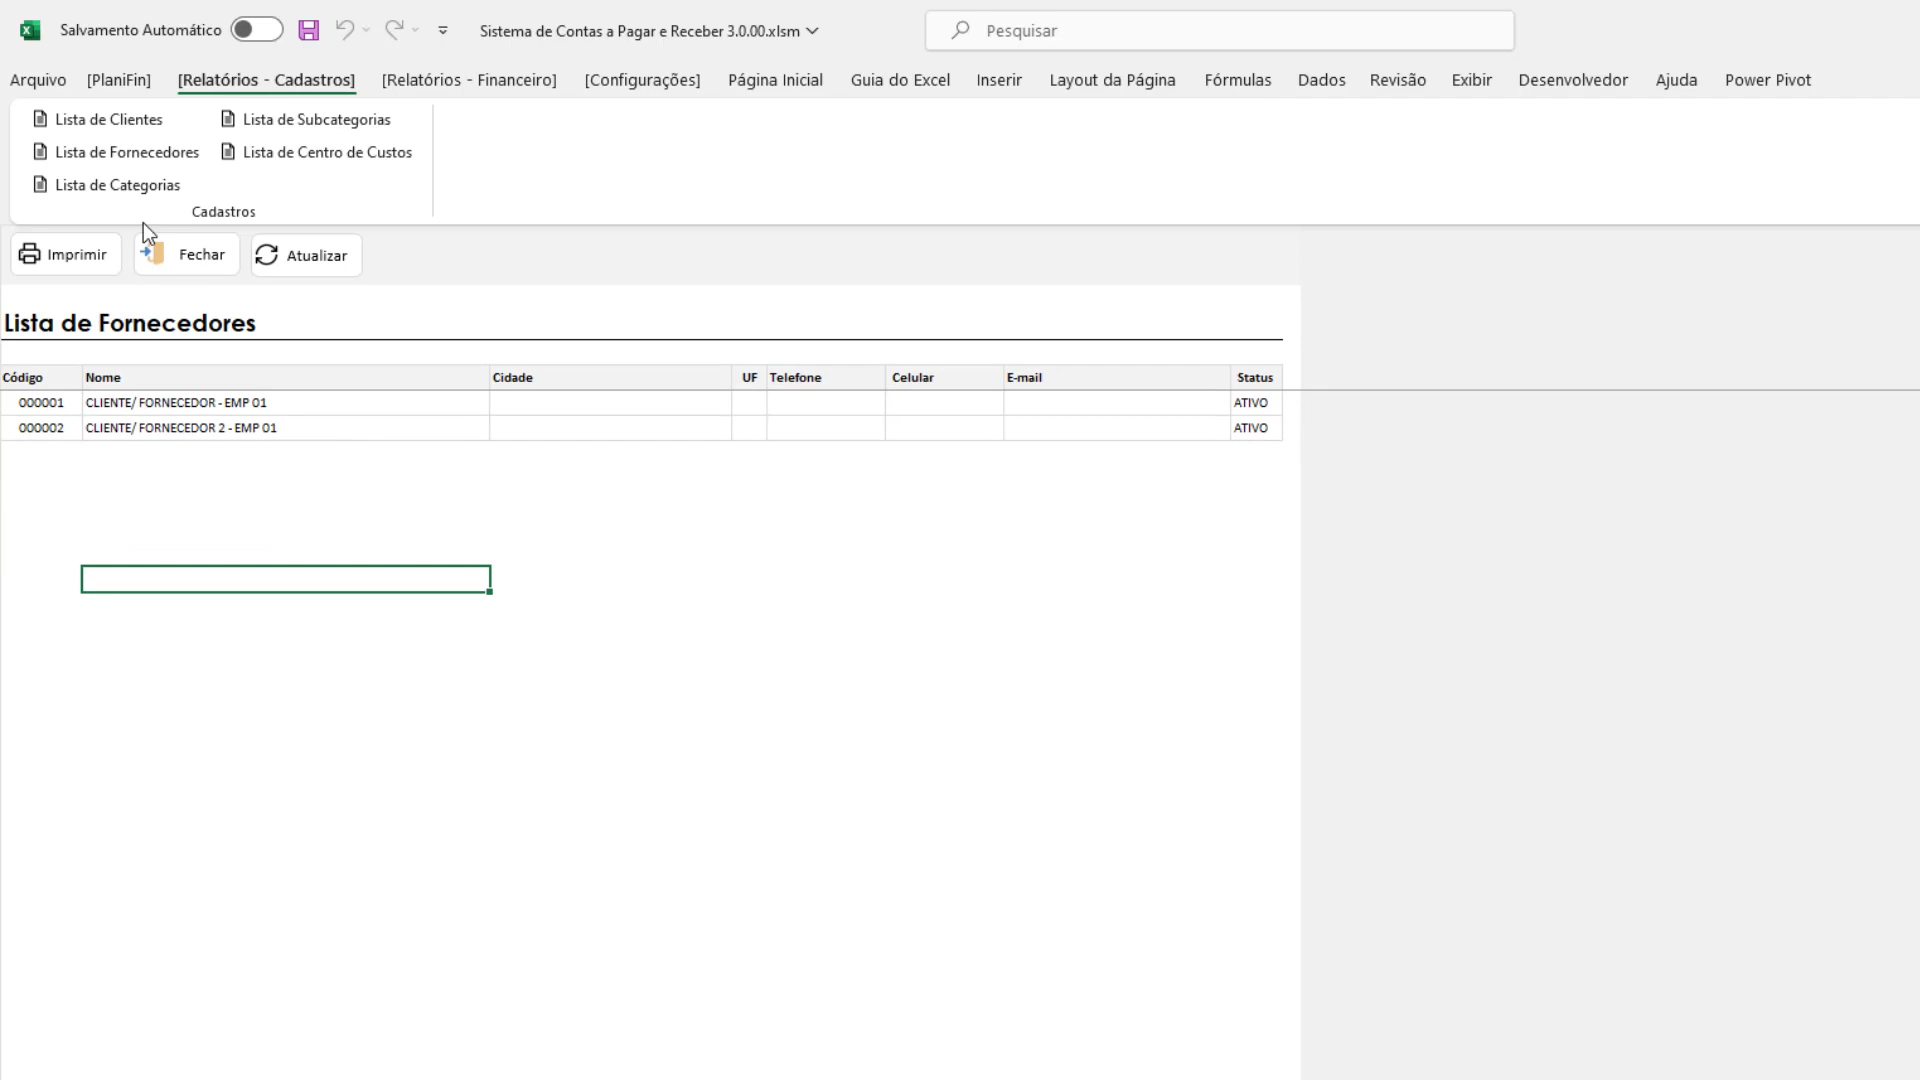 Salvamento Automático
Sistema de Contas a Pagar e Receber 3.0.00.xlsm
Pesquisar
Arquivo [PlaniFin] [Relatórios - Cadastros] [Relatórios - Financeiro] [Configurações] Página Inicial Guia do Excel Inserir Layout da Página Fórmulas Dados Revisão Exibir Desenvolvedor Ajuda Power Pivot
Lista de Clientes Lista de Subcategorias
Lista de Fornecedores Lista de Centro de Custos
Lista de Categorias
Cadastros
Imprimir Fechar Atualizar
Lista de Fornecedores
Código Nome Cidade UF Telefone Celular E-mail Status
000001 CLIENTE/ FORNECEDOR - EMP 01 ATIVO
000002 CLIENTE/ FORNECEDOR 2 - EMP 01 ATIVO